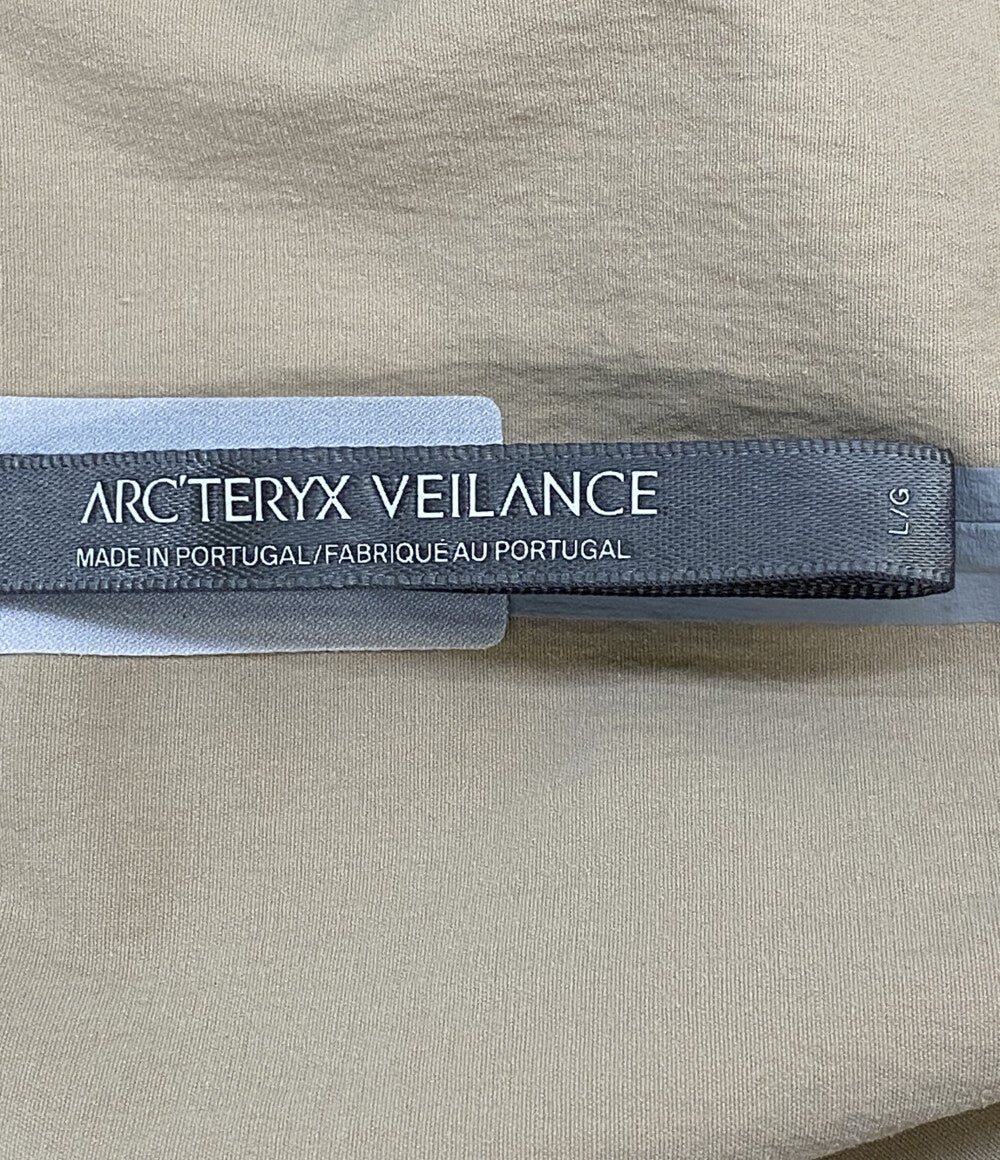 ARC'TERYX VEILANCE
MADE IN PORTUGAL/FABRIQUÉ AU PORTUGAL
L/G